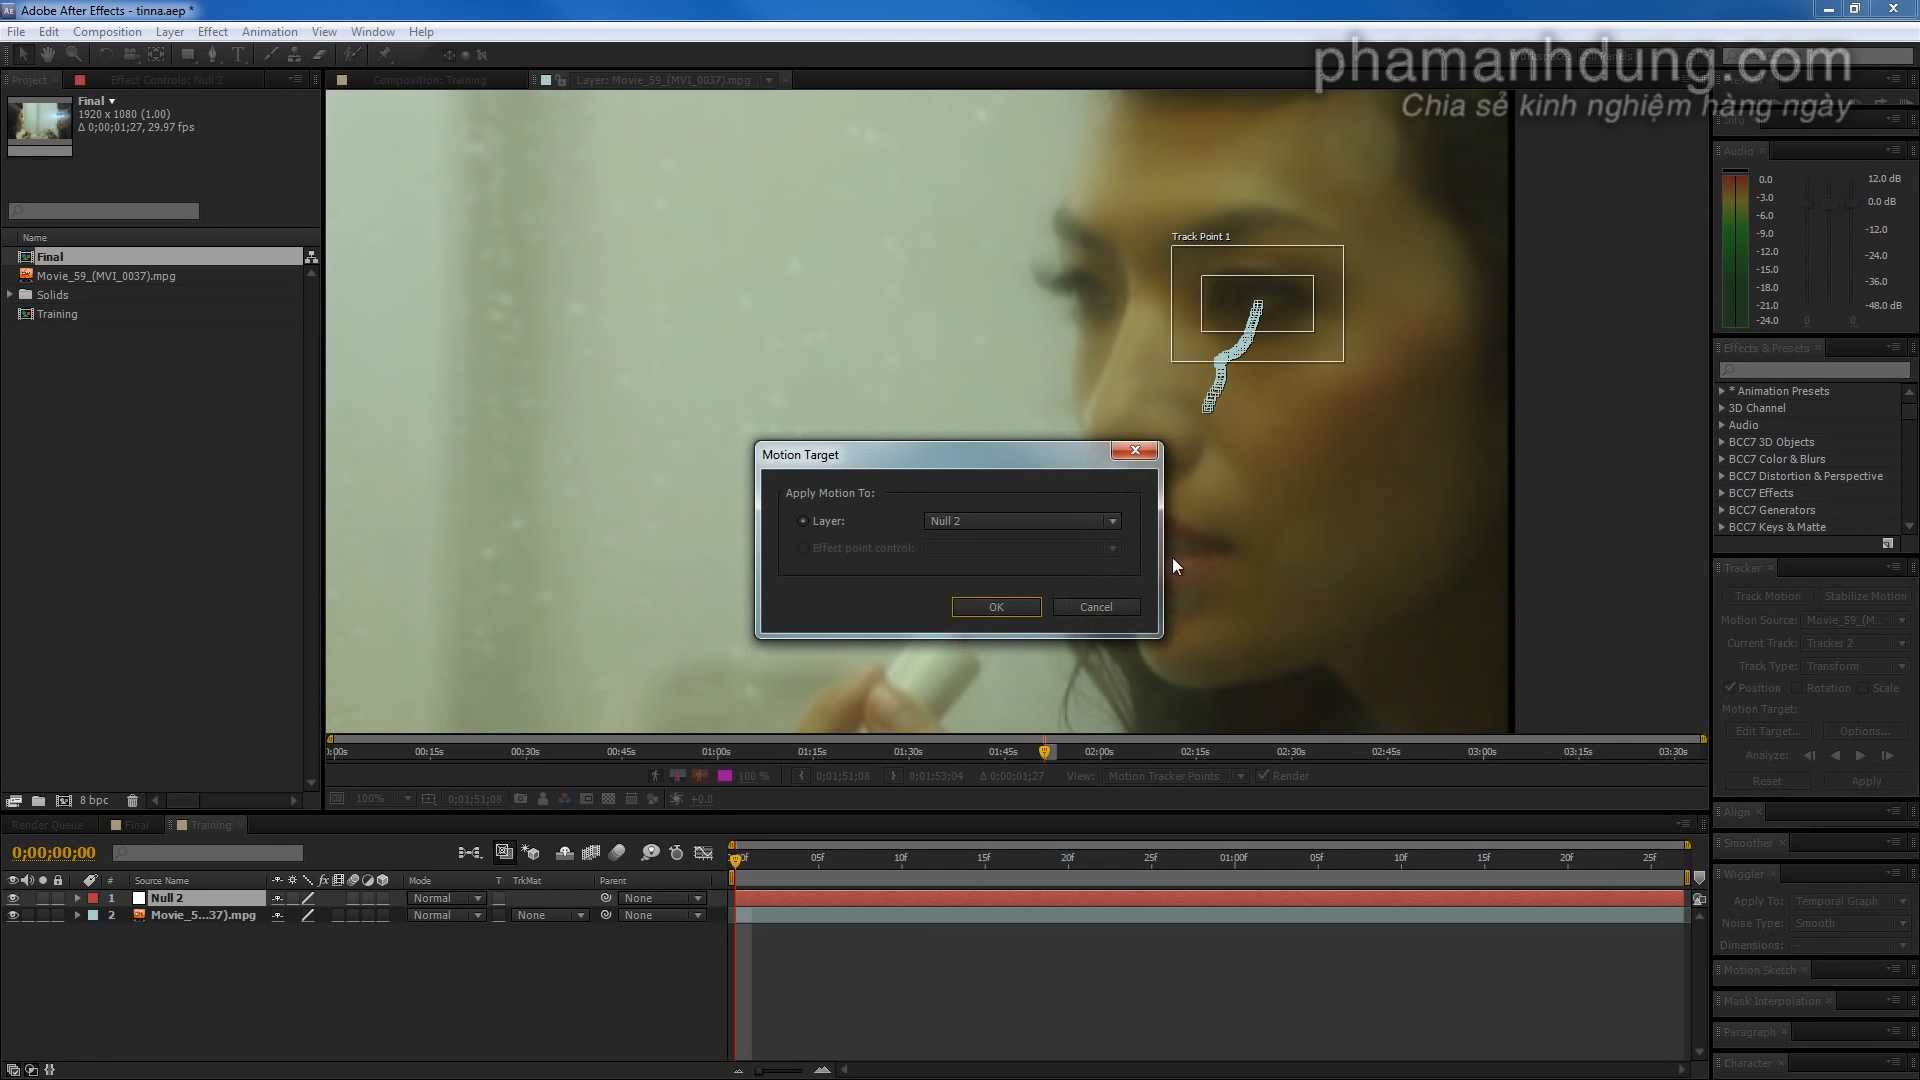 Adobe After Effects - tinna.aep *
File Edit Composition Layer Effect Animation View Window Help
phamanhdung.com
Chia sẻ kinh nghiệm hàng ngày
Project Effect Controls: Null 2
Composition: Training
Layer: Movie_59_(MVI_0037).mpg
Final
1920 x 1080 (1.00)
Δ 0;00;01;27, 29.97 fps
Name
Final
Movie_59_(MVI_0037).mpg
Solids
Training
8 bpc
Track Point 1
Motion Target
Apply Motion To:
Layer: Null 2
Effect point control:
OK Cancel
0:00s 00:15s 00:30s 00:45s 01:00s 01:15s 01:30s 01:45s 02:00s 02:15s 02:30s 02:45s 03:00s 03:15s 03:30s
100 % 0;01;51;08 0;01;53;04 Δ 0;00;01;27 View: Motion Tracker Points Render
100% 0;01;51;08 +0.0
Info
Audio
0.0 12.0 dB
-3.0 0.0 dB
-6.0
-9.0 -12.0
-12.0 -24.0
-15.0
-18.0 -36.0
-21.0 -48.0 dB
-24.0
Effects & Presets
* Animation Presets
3D Channel
Audio
BCC7 3D Objects
BCC7 Color & Blurs
BCC7 Distortion & Perspective
BCC7 Effects
BCC7 Generators
BCC7 Keys & Matte
Tracker
Track Motion Stabilize Motion
Motion Source: Movie_59_(M...
Current Track: Tracker 2
Track Type: Transform
Position Rotation Scale
Motion Target:
Edit Target... Options...
Analyze:
Reset Apply
Align
Smoother
Wiggler
Apply To: Temporal Graph
Noise Type: Smooth
Dimensions: -
Motion Sketch
Mask Interpolation
Paragraph
Character
Render Queue Final Training
0;00;00;00
00f 05f 10f 15f 20f 25f 01:00f 05f 10f 15f 20f 25f
# Source Name Mode T TrkMat Parent
1 Null 2 Normal None
2 Movie_5...37).mpg Normal None None